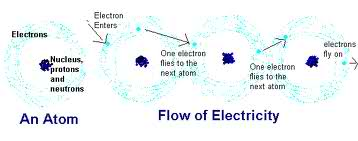 Electrons
Nucleus,
protons
and
neutrons
An Atom
Electron
Enters
One electron
flies to the
next atom
One electron
flies to the
next atom
electrons
fly on
Flow of Electricity